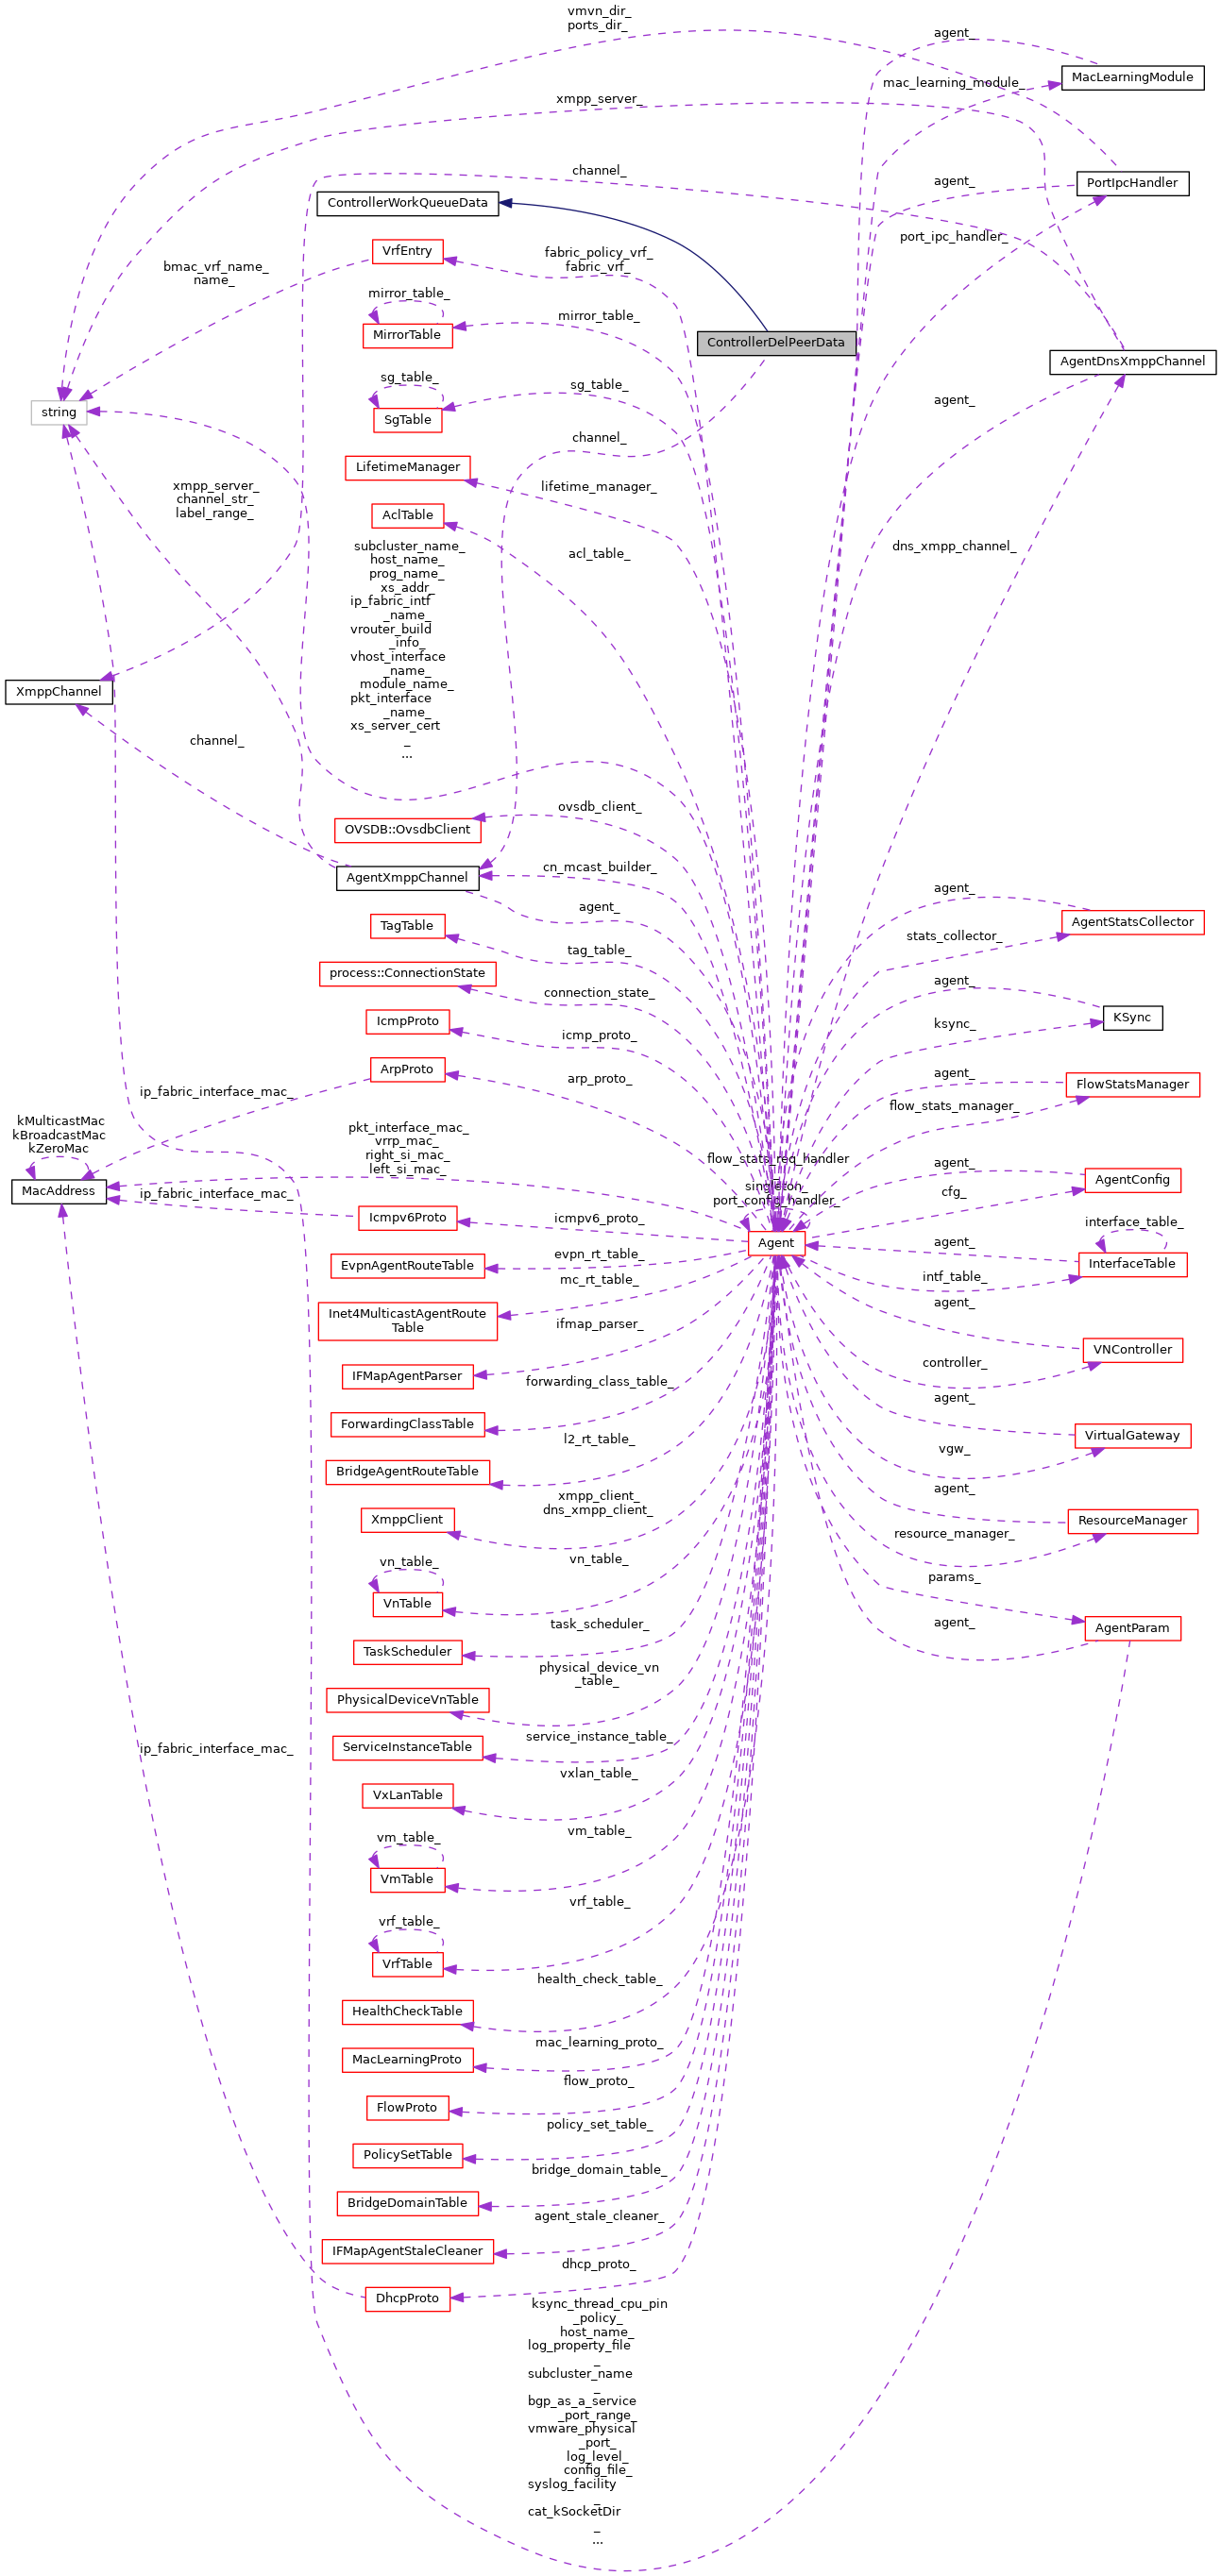 vmvn_dir_
ports_dir_
agent_
MacLearningModule
mac_learning_module_
xmpp_server_
channel_
agent_
PortIpcHandler
ControllerWorkQueueData
port_ipc_handler_
VrfEntry
fabric_policy_vrf_
fabric_vrf_
bmac_vrf_name_
name_
mirror_table_
mirror_table_
MirrorTable
ControllerDelPeerData
AgentDnsXmppChannel
sg_table_
sg_table_
agent_
string
SgTable
channel_
LifetimeManager
lifetime_manager_
xmpp_server_
channel_str_
label_range_
AclTable
acl_table_
dns_xmpp_channel_
subcluster_name_
host_name_
prog_name_
xs_addr_
ip_fabric_intf
_name_
vrouter_build
_info_
vhost_interface
_name_
module_name_
pkt_interface
_name_
xs_server_cert
_
...
XmppChannel
channel_
ovsdb_client_
OVSDB::OvsdbClient
cn_mcast_builder_
AgentXmppChannel
agent_
agent_
AgentStatsCollector
TagTable
stats_collector_
tag_table_
process::ConnectionState
connection_state_
agent_
IcmpProto
icmp_proto_
ksync_
KSync
ArpProto
arp_proto_
agent_
FlowStatsManager
ip_fabric_interface_mac_
flow_stats_manager_
kMulticastMac
kBroadcastMac
kZeroMac
pkt_interface_mac_
vrrp_mac_
right_si_mac_
left_si_mac_
flow_stats_req_handler
_
singleton_
port_config_handler_
agent_
AgentConfig
cfg_
MacAddress
ip_fabric_interface_mac_
Icmpv6Proto
icmpv6_proto_
interface_table_
Agent
agent_
EvpnAgentRouteTable
evpn_rt_table_
InterfaceTable
mc_rt_table_
intf_table_
Inet4MulticastAgentRoute
Table
ifmap_parser_
agent_
VNController
IFMapAgentParser
controller_
forwarding_class_table_
agent_
ForwardingClassTable
l2_rt_table_
VirtualGateway
vgw_
BridgeAgentRouteTable
agent_
xmpp_client_
dns_xmpp_client_
XmppClient
ResourceManager
resource_manager_
vn_table_
vn_table_
params_
VnTable
task_scheduler_
agent_
AgentParam
TaskScheduler
physical_device_vn
_table_
PhysicalDeviceVnTable
service_instance_table_
ServiceInstanceTable
ip_fabric_interface_mac_
vxlan_table_
VxLanTable
vm_table_
vm_table_
VmTable
vrf_table_
vrf_table_
VrfTable
health_check_table_
HealthCheckTable
mac_learning_proto_
MacLearningProto
flow_proto_
FlowProto
policy_set_table_
PolicySetTable
bridge_domain_table_
BridgeDomainTable
agent_stale_cleaner_
IFMapAgentStaleCleaner
dhcp_proto_
DhcpProto
ksync_thread_cpu_pin
_policy_
host_name_
log_property_file
_
subcluster_name
_
bgp_as_a_service
_port_range_
vmware_physical
_port_
log_level_
config_file_
syslog_facility
_
cat_kSocketDir
_
...